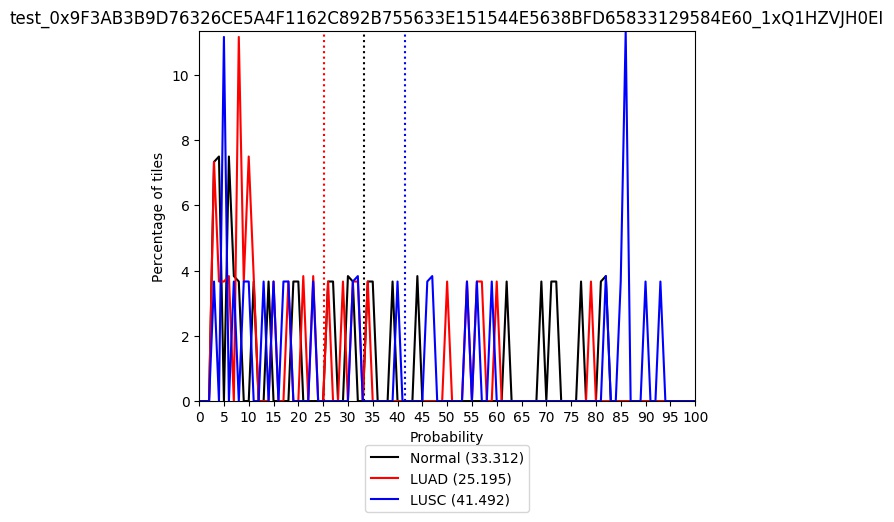 test_0x9F3AB3B9D76326CE5A4F1162C892B755633E151544E5638BFD65833129584E60_1xQ1HZVJH0EI
10
8
6
4
2
0
Percentage of tiles
0 5 10 15 20 25 30 35 40 45 50 55 60 65 70 75 80 85 90 95 100
Probability
Normal (33.312)
LUAD (25.195)
LUSC (41.492)